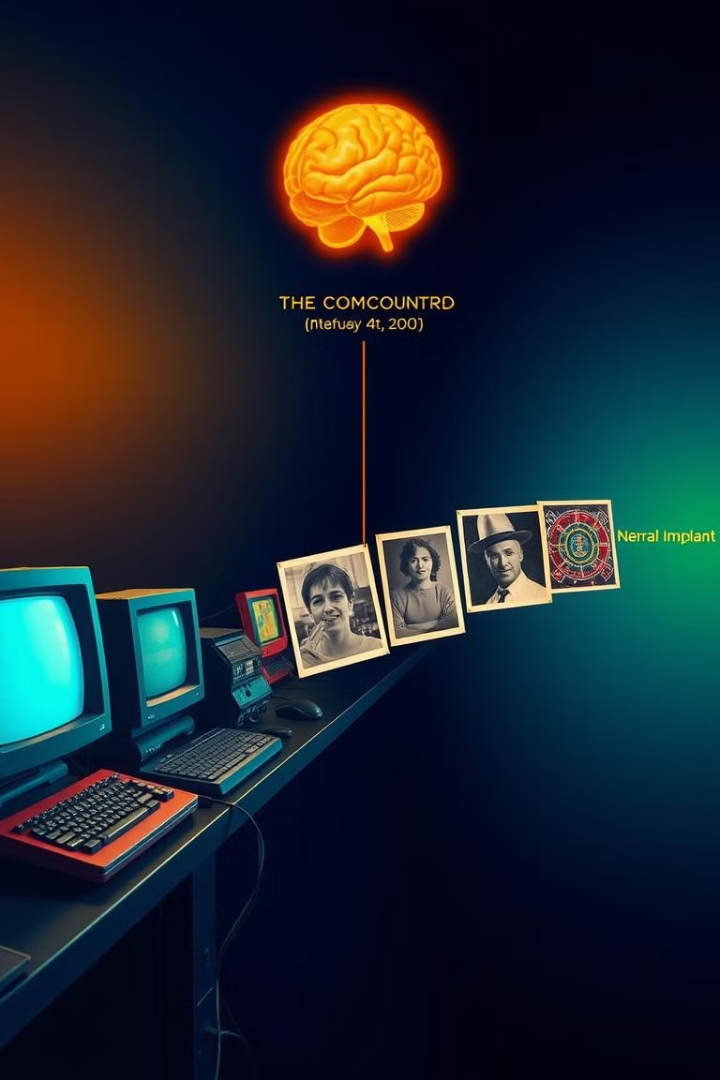 THE COMCOUNTRD
(ntefuay 4t, 200)
Nerral Implant